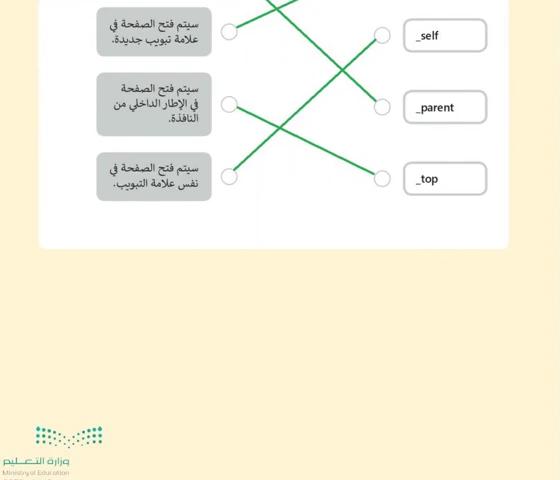 _self
سيتم فتح الصفحة في
علامة تبويب جديدة.
_parent
سيتم فتح الصفحة
في الإطار الداخلي من
النافذة.
_top
سيتم فتح الصفحة في
نفس علامة التبويب.
وزارة التعـــليم
Ministry of Education